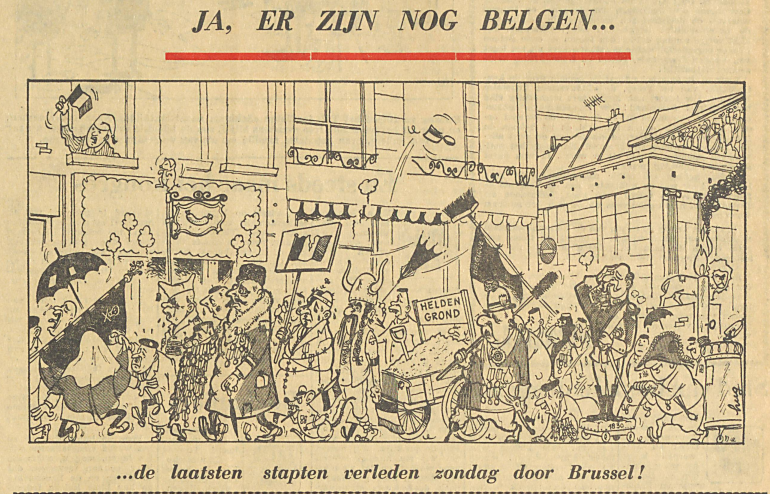 JA, ER ZIJN NOG BELGEN...
HELDEN
GROND
1830
...de laatsten stapten verleden zondag door Brussel!